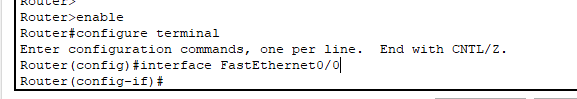 Router>
Router>enable
Router#configure terminal
Enter configuration commands, one per line.  End with CNTL/Z.
Router(config)#interface FastEthernet0/0
Router(config-if)#